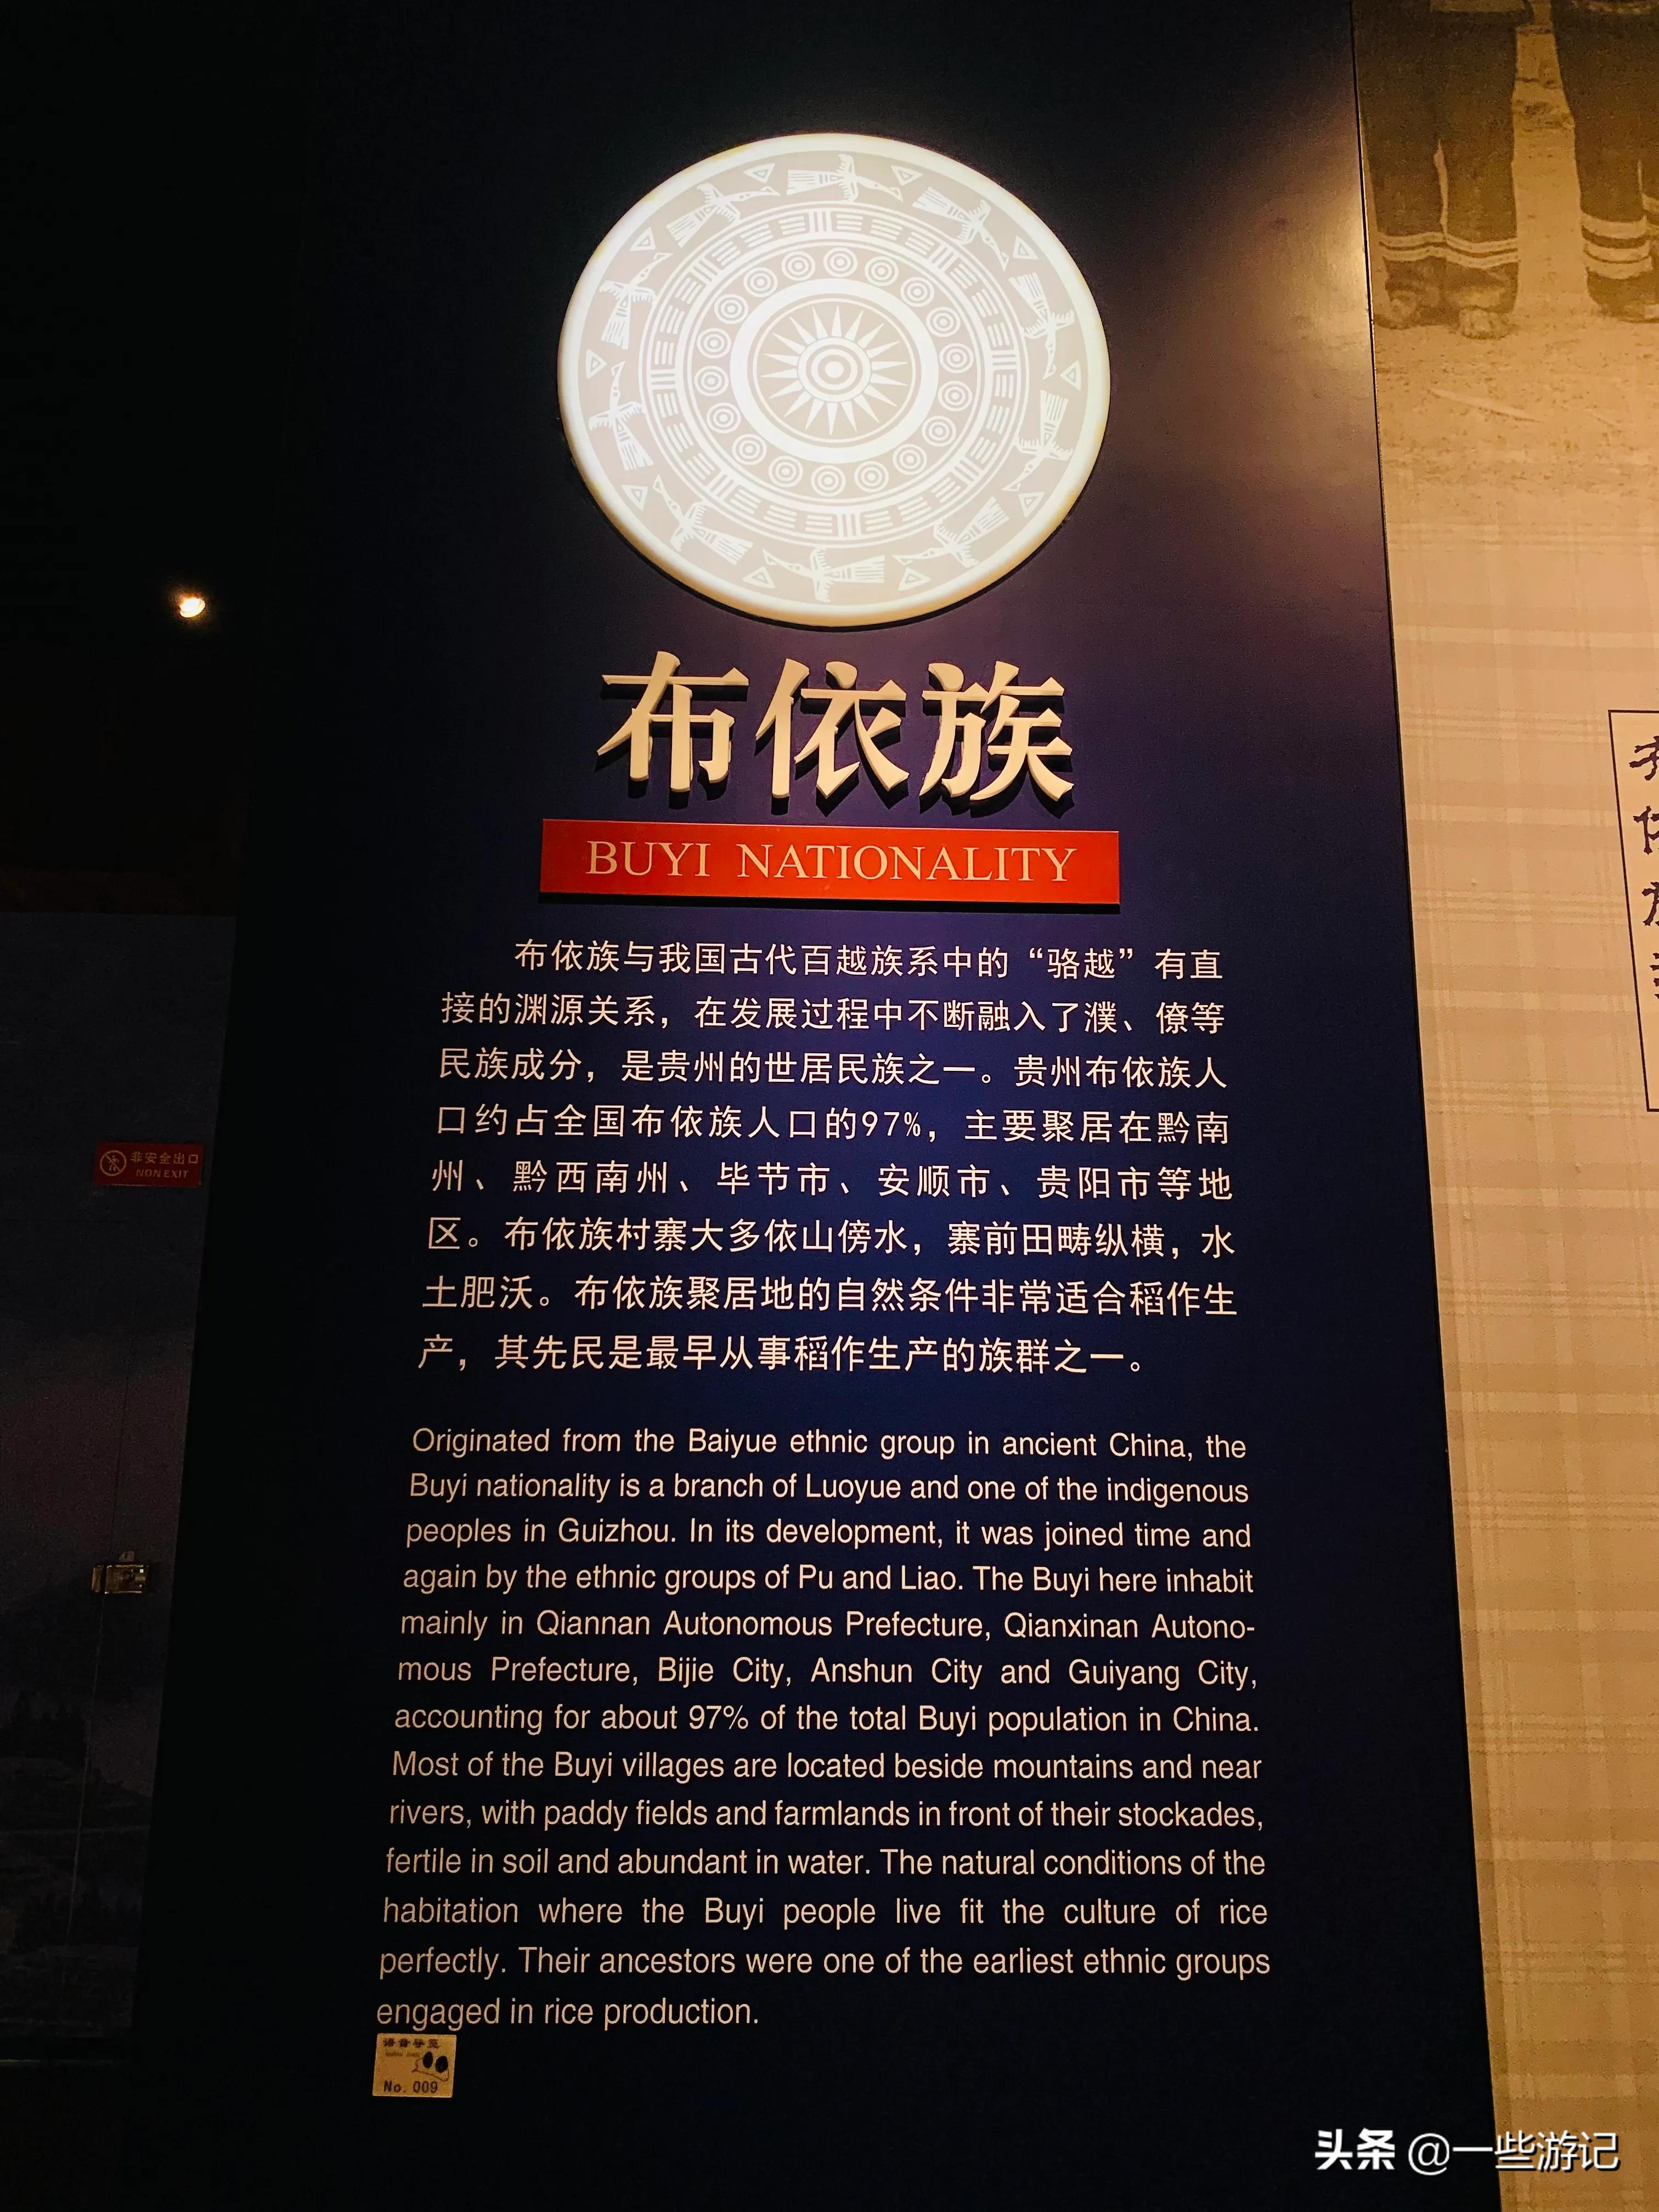 布依族
BUYI NATIONALITY
布依族与我国古代百越族系中的“骆越”有直
接的渊源关系，在发展过程中不断融入了濮、僚等
民族成分，是贵州的世居民族之一。贵州布依族人
口约占全国布依族人口的97%，主要聚居在黔南
州、黔西南州、毕节市、安顺市、贵阳市等地
区。布依族村寨大多依山傍水，寨前田畴纵横，水
土肥沃。布依族聚居地的自然条件非常适合稻作生
产，其先民是最早从事稻作生产的族群之一。
Originated from the Baiyue ethnic group in ancient China, the
Buyi nationality is a branch of Luoyue and one of the indigenous
peoples in Guizhou. In its development, it was joined time and
again by the ethnic groups of Pu and Liao. The Buyi here inhabit
mainly in Qiannan Autonomous Prefecture, Qianxinan Autono-
mous Prefecture, Bijie City, Anshun City and Guiyang City,
accounting for about 97% of the total Buyi population in China.
Most of the Buyi villages are located beside mountains and near
rivers, with paddy fields and farmlands in front of their stockades,
fertile in soil and abundant in water. The natural conditions of the
habitation where the Buyi people live fit the culture of rice
perfectly. Their ancestors were one of the earliest ethnic groups
engaged in rice production.
语音导览
No. 009
非安全出口
NON EXIT
头条 @一些游记